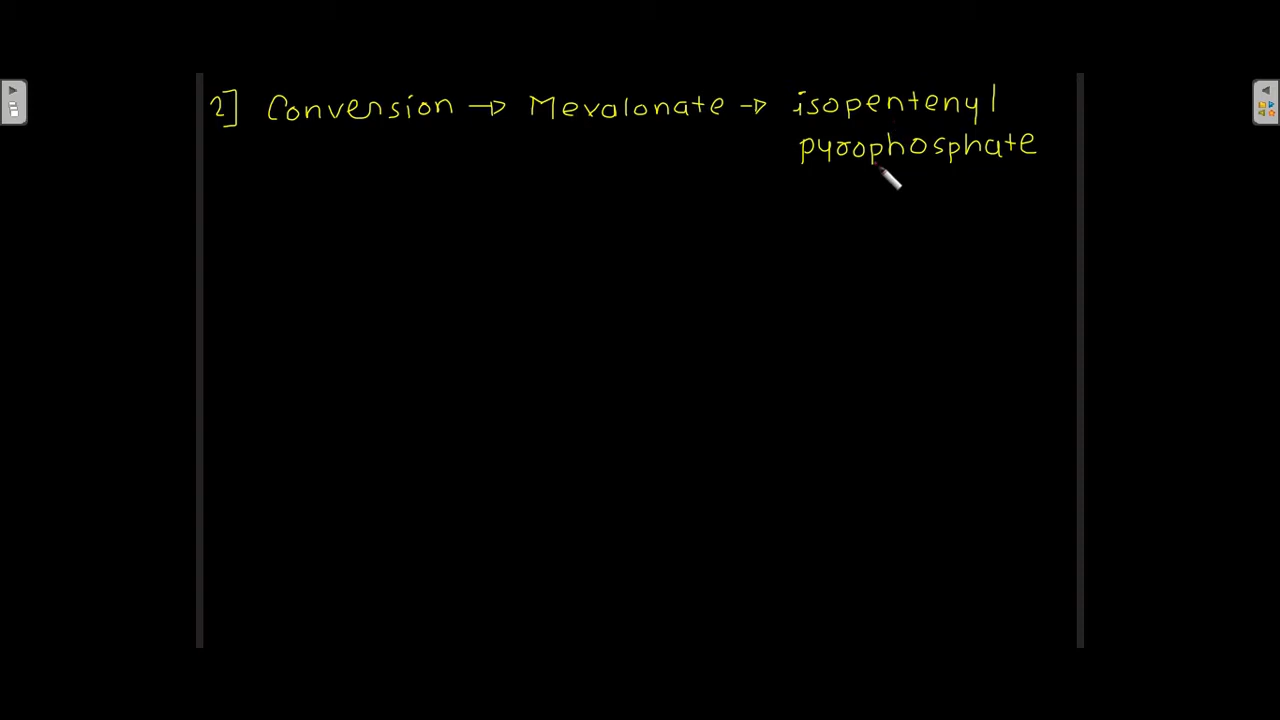 2] Conversion → Mevalonate → isopentenyl
pyrophosphate